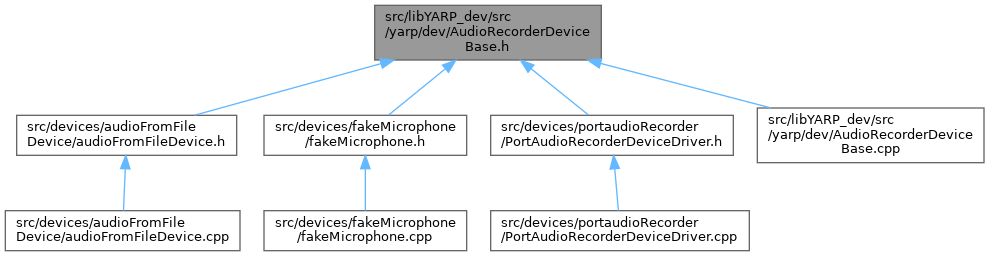 src/libYARP_dev/src
/yarp/dev/AudioRecorderDevice
Base.h
src/devices/audioFromFile
Device/audioFromFileDevice.h
src/devices/fakeMicrophone
/fakeMicrophone.h
src/devices/portaudioRecorder
/PortAudioRecorderDeviceDriver.h
src/libYARP_dev/src
/yarp/dev/AudioRecorderDevice
Base.cpp
src/devices/audioFromFile
Device/audioFromFileDevice.cpp
src/devices/fakeMicrophone
/fakeMicrophone.cpp
src/devices/portaudioRecorder
/PortAudioRecorderDeviceDriver.cpp